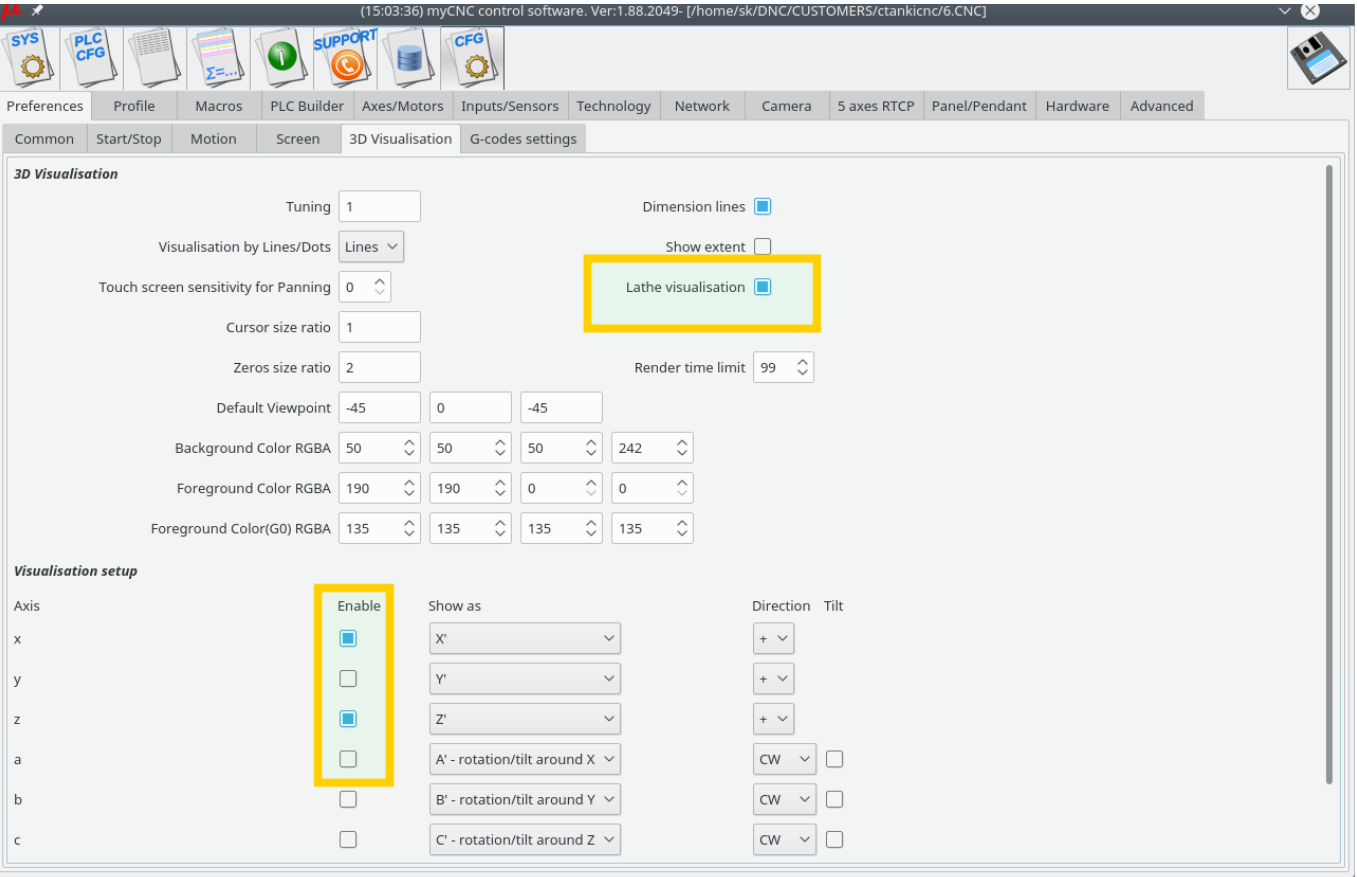 (15:03:36) myCNC control software. Ver:1.88.2049- [/home/sk/DNC/CUSTOMERS/ctankicnc/6.CNC]
SYS PLC CFG Σ=... i SUPPORT CFG
Preferences Profile Macros PLC Builder Axes/Motors Inputs/Sensors Technology Network Camera 5 axes RTCP Panel/Pendant Hardware Advanced
Common Start/Stop Motion Screen 3D Visualisation G-codes settings
3D Visualisation
Tuning 1 Dimension lines
Visualisation by Lines/Dots Lines Show extent
Touch screen sensitivity for Panning 0 Lathe visualisation
Cursor size ratio 1
Zeros size ratio 2 Render time limit 99
Default Viewpoint -45 0 -45
Background Color RGBA 50 50 50 242
Foreground Color RGBA 190 190 0 0
Foreground Color(G0) RGBA 135 135 135 135
Visualisation setup
Axis Enable Show as Direction Tilt
x X' +
y Y' +
z Z' +
a A' - rotation/tilt around X CW
b B' - rotation/tilt around Y CW
c C' - rotation/tilt around Z CW